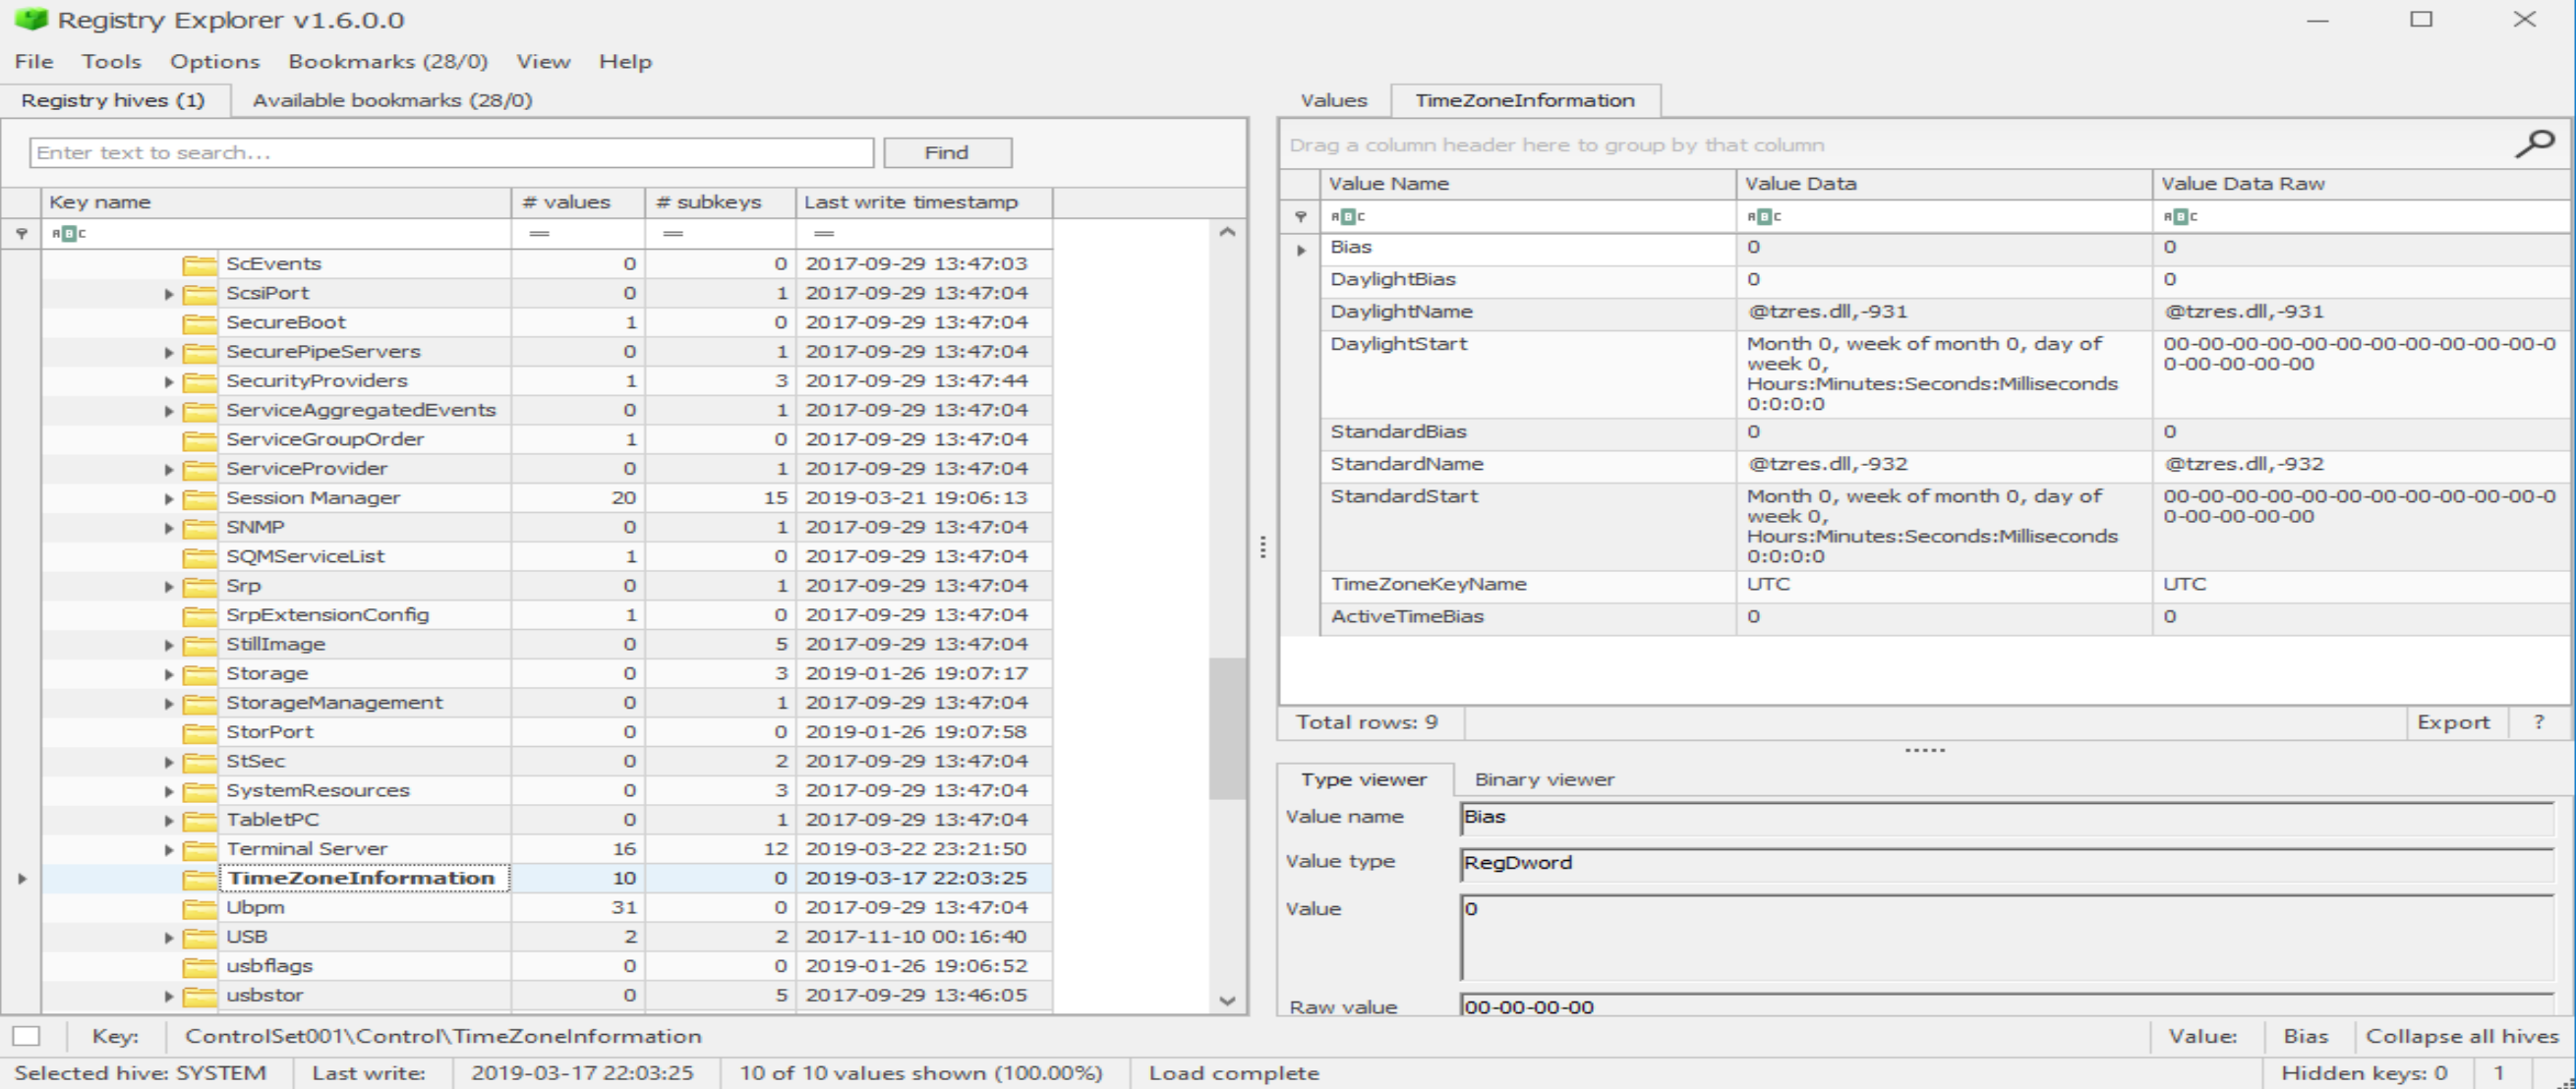 Registry Explorer v1.6.0.0
File Tools Options Bookmarks (28/0) View Help
Registry hives (1) Available bookmarks (28/0)
Enter text to search... Find
Key name # values # subkeys Last write timestamp
ABC = = =
ScEvents 0 0 2017-09-29 13:47:03
ScsiPort 0 1 2017-09-29 13:47:04
SecureBoot 1 0 2017-09-29 13:47:04
SecurePipeServers 0 1 2017-09-29 13:47:04
SecurityProviders 1 3 2017-09-29 13:47:44
ServiceAggregatedEvents 0 1 2017-09-29 13:47:04
ServiceGroupOrder 1 0 2017-09-29 13:47:04
ServiceProvider 0 1 2017-09-29 13:47:04
Session Manager 20 15 2019-03-21 19:06:13
SNMP 0 1 2017-09-29 13:47:04
SQMServiceList 1 0 2017-09-29 13:47:04
Srp 0 1 2017-09-29 13:47:04
SrpExtensionConfig 1 0 2017-09-29 13:47:04
StillImage 0 5 2017-09-29 13:47:04
Storage 0 3 2019-01-26 19:07:17
StorageManagement 0 1 2017-09-29 13:47:04
StorPort 0 0 2019-01-26 19:07:58
StSec 0 2 2017-09-29 13:47:04
SystemResources 0 3 2017-09-29 13:47:04
TabletPC 0 1 2017-09-29 13:47:04
Terminal Server 16 12 2019-03-22 23:21:50
TimeZoneInformation 10 0 2019-03-17 22:03:25
Ubpm 31 0 2017-09-29 13:47:04
USB 2 2 2017-11-10 00:16:40
usbflags 0 0 2019-01-26 19:06:52
usbstor 0 5 2017-09-29 13:46:05
Values TimeZoneInformation
Drag a column header here to group by that column
Value Name Value Data Value Data Raw
ABC ABC ABC
Bias 0 0
DaylightBias 0 0
DaylightName @tzres.dll,-931 @tzres.dll,-931
DaylightStart Month 0, week of month 0, day of 00-00-00-00-00-00-00-00-00-00-00-0
week 0, 0-00-00-00-00
Hours:Minutes:Seconds:Milliseconds
0:0:0:0
StandardBias 0 0
StandardName @tzres.dll,-932 @tzres.dll,-932
StandardStart Month 0, week of month 0, day of 00-00-00-00-00-00-00-00-00-00-00-0
week 0, 0-00-00-00-00
Hours:Minutes:Seconds:Milliseconds
0:0:0:0
TimeZoneKeyName UTC UTC
ActiveTimeBias 0 0
Total rows: 9 Export ?
Type viewer Binary viewer
Value name Bias
Value type RegDword
Value 0
Raw value 00-00-00-00
Key: ControlSet001\Control\TimeZoneInformation Value: Bias Collapse all hives
Selected hive: SYSTEM Last write: 2019-03-17 22:03:25 10 of 10 values shown (100.00%) Load complete Hidden keys: 0 1